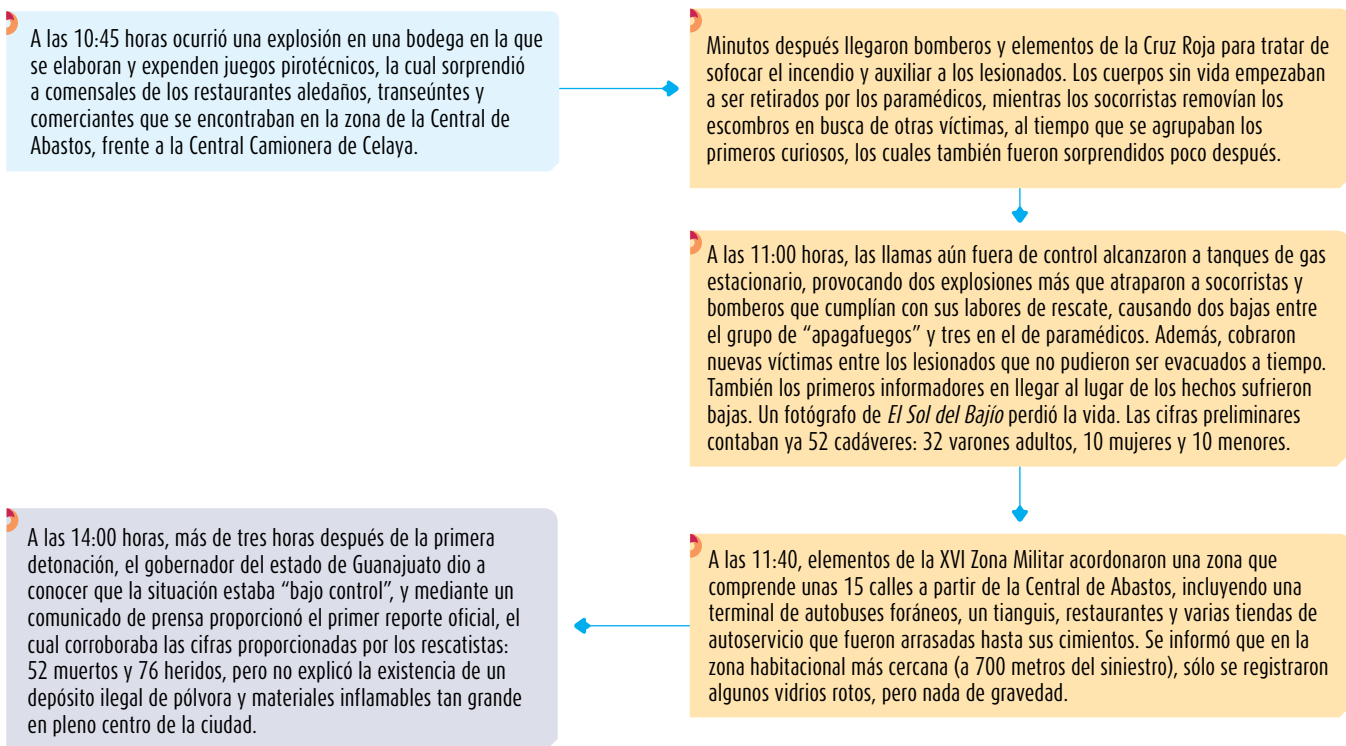 A las 10:45 horas ocurrió una explosión en una bodega en la que
se elaboran y expenden juegos pirotécnicos, la cual sorprendió
a comensales de los restaurantes aledaños, transeúntes y
comerciantes que se encontraban en la zona de la Central de
Abastos, frente a la Central Camionera de Celaya.
Minutos después llegaron bomberos y elementos de la Cruz Roja para tratar de
sofocar el incendio y auxiliar a los lesionados. Los cuerpos sin vida empezaban
a ser retirados por los paramédicos, mientras los socorristas removían los
escombros en busca de otras víctimas, al tiempo que se agrupaban los
primeros curiosos, los cuales también fueron sorprendidos poco después.
A las 11:00 horas, las llamas aún fuera de control alcanzaron a tanques de gas
estacionario, provocando dos explosiones más que atraparon a socorristas y
bomberos que cumplían con sus labores de rescate, causando dos bajas entre
el grupo de “apagafuegos” y tres en el de paramédicos. Además, cobraron
nuevas víctimas entre los lesionados que no pudieron ser evacuados a tiempo.
También los primeros informadores en llegar al lugar de los hechos sufrieron
bajas. Un fotógrafo de El Sol del Bajío perdió la vida. Las cifras preliminares
contaban ya 52 cadáveres: 32 varones adultos, 10 mujeres y 10 menores.
A las 11:40, elementos de la XVI Zona Militar acordonaron una zona que
comprende unas 15 calles a partir de la Central de Abastos, incluyendo una
terminal de autobuses foráneos, un tianguis, restaurantes y varias tiendas de
autoservicio que fueron arrasadas hasta sus cimientos. Se informó que en la
zona habitacional más cercana (a 700 metros del siniestro), sólo se registraron
algunos vidrios rotos, pero nada de gravedad.
A las 14:00 horas, más de tres horas después de la primera
detonación, el gobernador del estado de Guanajuato dio a
conocer que la situación estaba “bajo control”, y mediante un
comunicado de prensa proporcionó el primer reporte oficial, el
cual corroboraba las cifras proporcionadas por los rescatistas:
52 muertos y 76 heridos, pero no explicó la existencia de un
depósito ilegal de pólvora y materiales inflamables tan grande
en pleno centro de la ciudad.